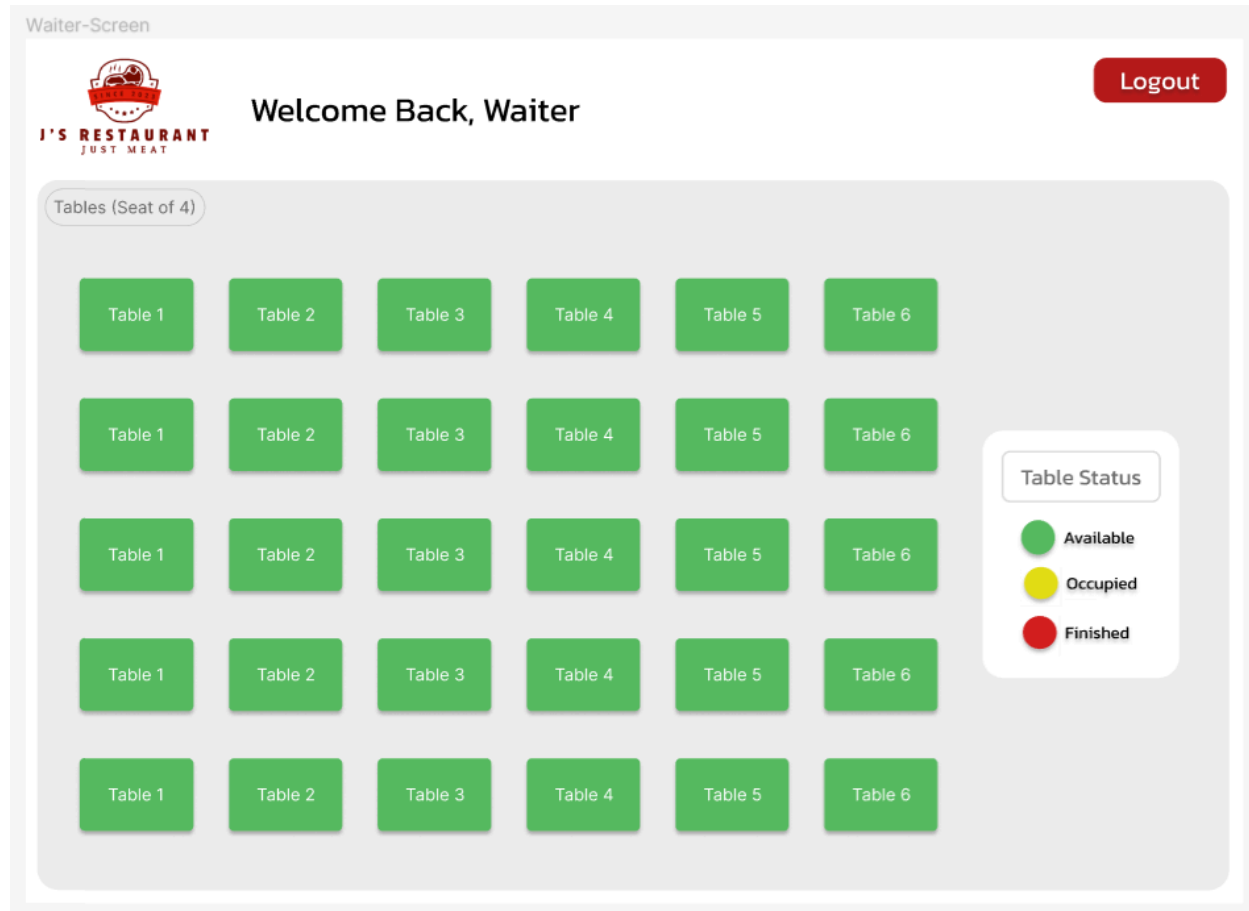 Waiter-Screen
Logout
SINCE 2023
J'S RESTAURANT
JUST MEAT
Welcome Back, Waiter
Tables (Seat of 4)
Table 1 Table 2 Table 3 Table 4 Table 5 Table 6
Table 1 Table 2 Table 3 Table 4 Table 5 Table 6
Table 1 Table 2 Table 3 Table 4 Table 5 Table 6
Table 1 Table 2 Table 3 Table 4 Table 5 Table 6
Table 1 Table 2 Table 3 Table 4 Table 5 Table 6
Table Status
Available
Occupied
Finished